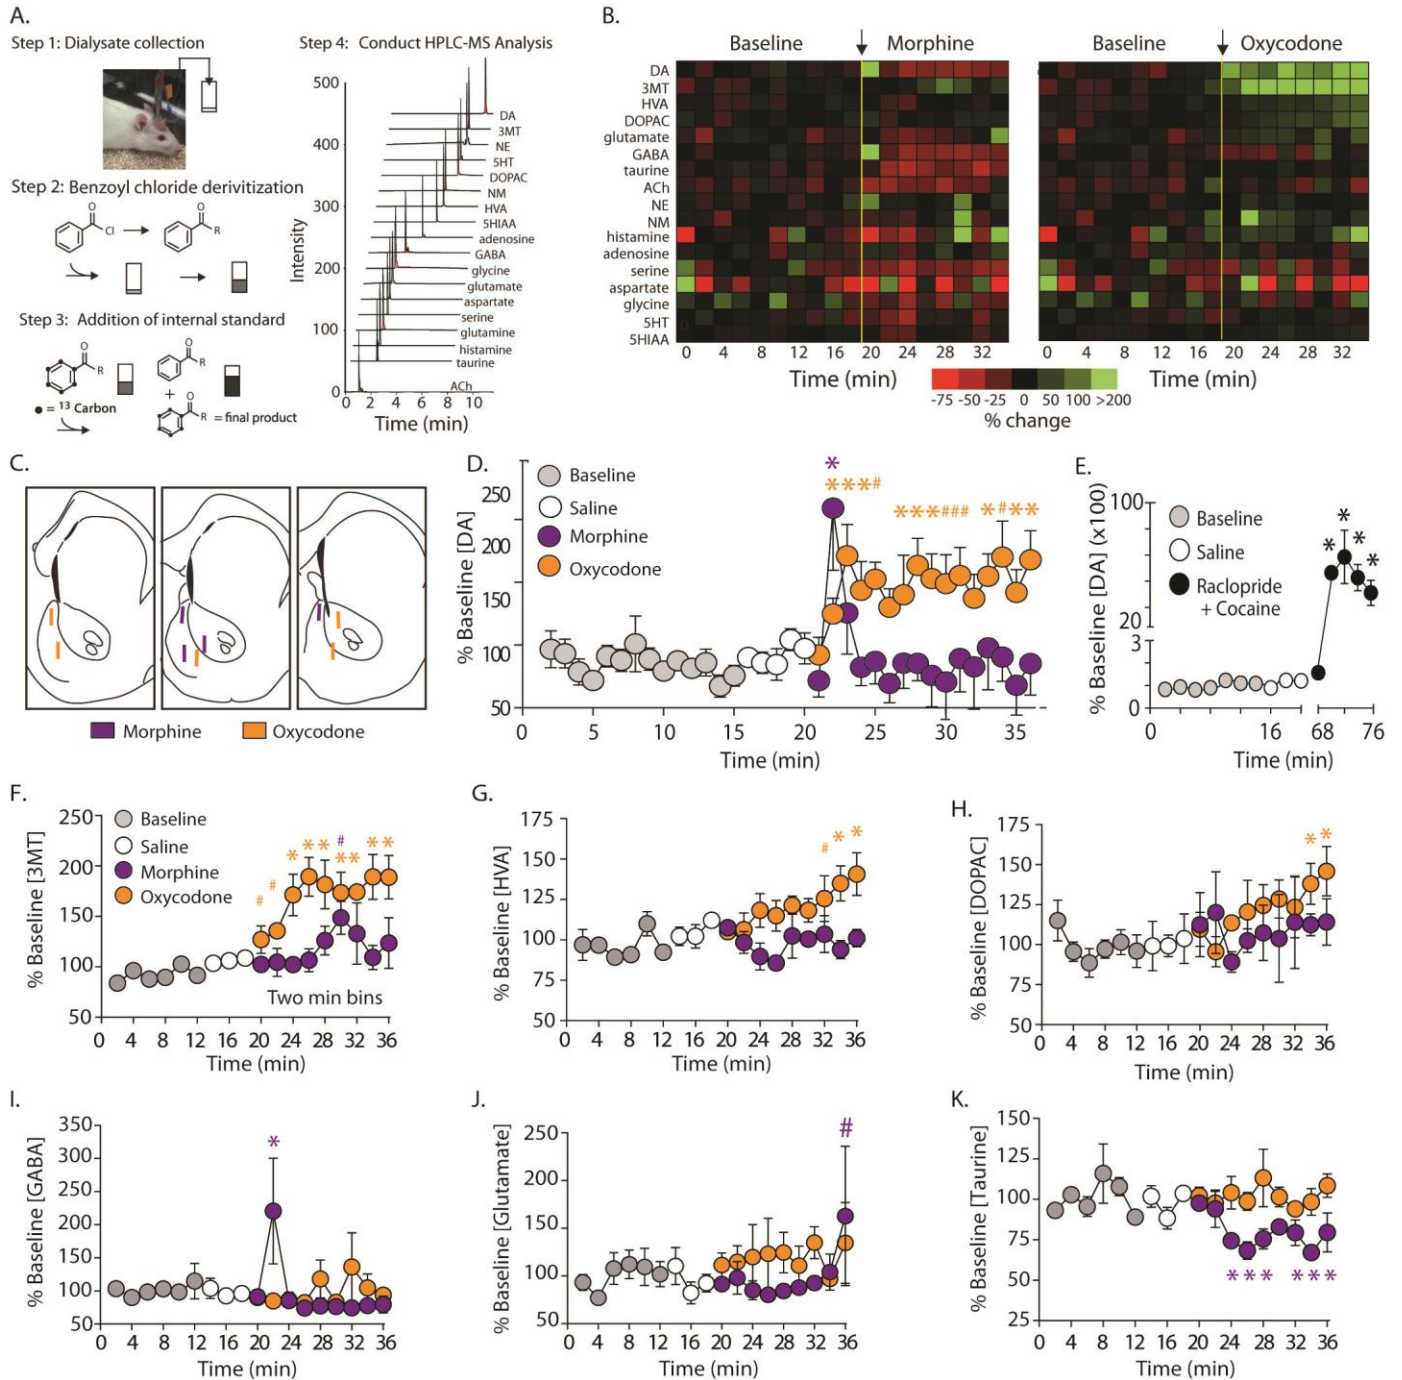 A.
Step 1: Dialysate collection
Step 2: Benzoyl chloride derivitization
O
Cl
O
R
Step 3: Addition of internal standard
O
R
O
R
+
● = 13 Carbon
O
R = final product
Step 4: Conduct HPLC-MS Analysis
Intensity
500
400
300
200
100
0
DA
3MT
NE
5HT
DOPAC
NM
HVA
5HIAA
adenosine
GABA
glycine
glutamate
aspartate
serine
glutamine
histamine
taurine
ACh
0 2 4 6 8 10
Time (min)
B.
Baseline Morphine
Baseline Oxycodone
DA
3MT
HVA
DOPAC
glutamate
GABA
taurine
ACh
NE
NM
histamine
adenosine
serine
aspartate
glycine
5HT
5HIAA
0 4 8 12 16 20 24 28 32
Time (min)
0 4 8 12 16 20 24 28 32
Time (min)
-75 -50 -25 0 50 100 >200
% change
C.
Morphine
Oxycodone
D.
Baseline
Saline
Morphine
Oxycodone
% Baseline [DA]
250
200
150
100
50
*
***#
***###
*#**
0 5 10 15 20 25 30 35
Time (min)
E.
Baseline
Saline
Raclopride
+ Cocaine
% Baseline [DA] (x100)
100
20
3
0
* * * *
0 16 68 76
Time (min)
F.
Baseline
Saline
Morphine
Oxycodone
% Baseline [3MT]
250
200
150
100
50
# # * * * # * * * *
Two min bins
0 4 8 12 16 20 24 28 32 36
Time (min)
G.
% Baseline [HVA]
175
150
125
100
75
50
# * *
0 4 8 12 16 20 24 28 32 36
Time (min)
H.
% Baseline [DOPAC]
175
150
125
100
75
50
* *
0 4 8 12 16 20 24 28 32 36
Time (min)
I.
% Baseline [GABA]
350
300
250
200
150
100
50
*
0 4 8 12 16 20 24 28 32 36
Time (min)
J.
% Baseline [Glutamate]
250
200
150
100
50
#
0 4 8 12 16 20 24 28 32 36
Time (min)
K.
% Baseline [Taurine]
150
125
100
75
50
25
* * * * * *
0 4 8 12 16 20 24 28 32 36
Time (min)